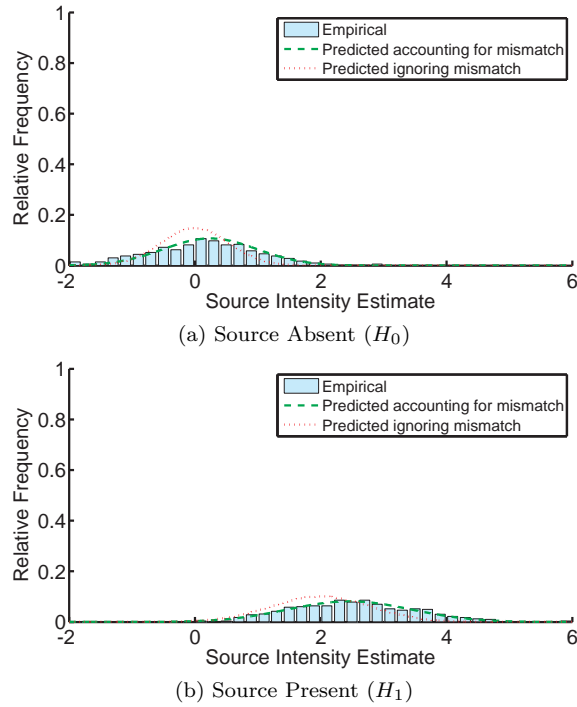 Empirical
Predicted accounting for mismatch
Predicted ignoring mismatch
Relative Frequency
1
0.8
0.6
0.4
0.2
0
-2 0 2 4 6
Source Intensity Estimate
(a) Source Absent (H0)
Empirical
Predicted accounting for mismatch
Predicted ignoring mismatch
Relative Frequency
1
0.8
0.6
0.4
0.2
0
-2 0 2 4 6
Source Intensity Estimate
(b) Source Present (H1)